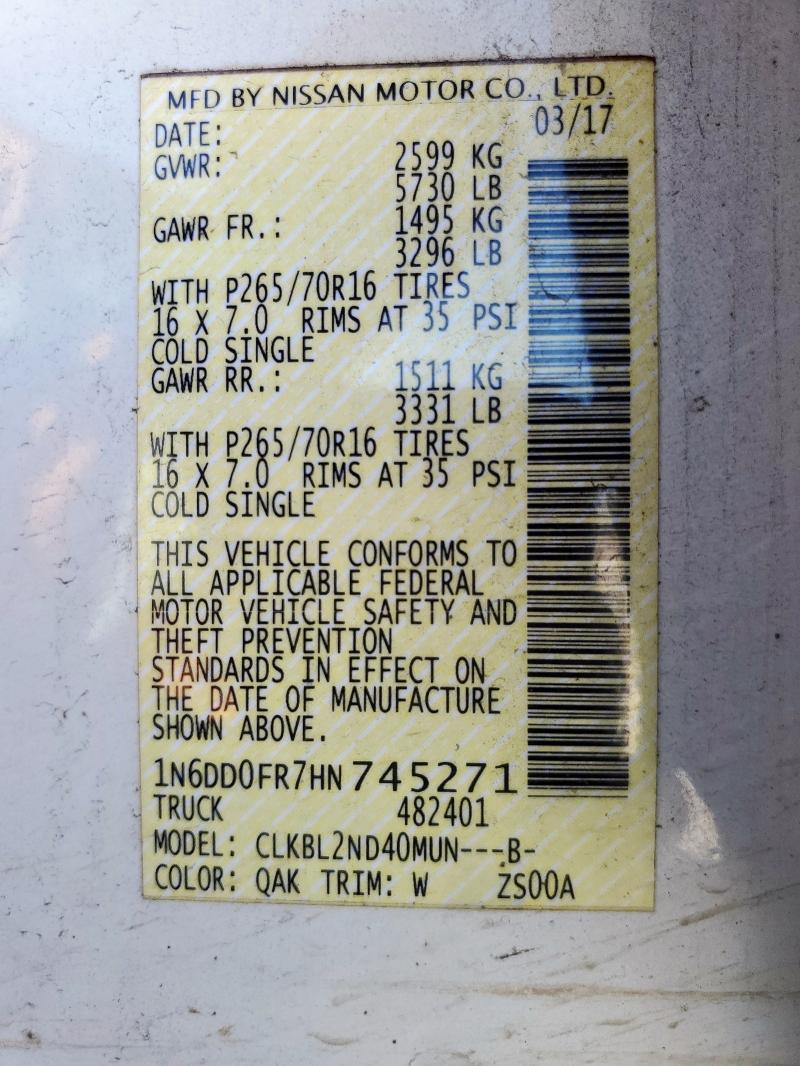 MFD BY NISSAN MOTOR CO., LTD.
DATE: 03/17
GVWR: 2599 KG
5730 LB
GAWR FR.: 1495 KG
3296 LB
WITH P265/70R16 TIRES
16 X 7.0 RIMS AT 35 PSI
COLD SINGLE
GAWR RR.: 1511 KG
3331 LB
WITH P265/70R16 TIRES
16 X 7.0 RIMS AT 35 PSI
COLD SINGLE
THIS VEHICLE CONFORMS TO
ALL APPLICABLE FEDERAL
MOTOR VEHICLE SAFETY AND
THEFT PREVENTION
STANDARDS IN EFFECT ON
THE DATE OF MANUFACTURE
SHOWN ABOVE.
1N6DD0FR7HN745271
TRUCK 482401
MODEL: CLKBL2ND40MUN---B-
COLOR: QAK TRIM: W ZS00A